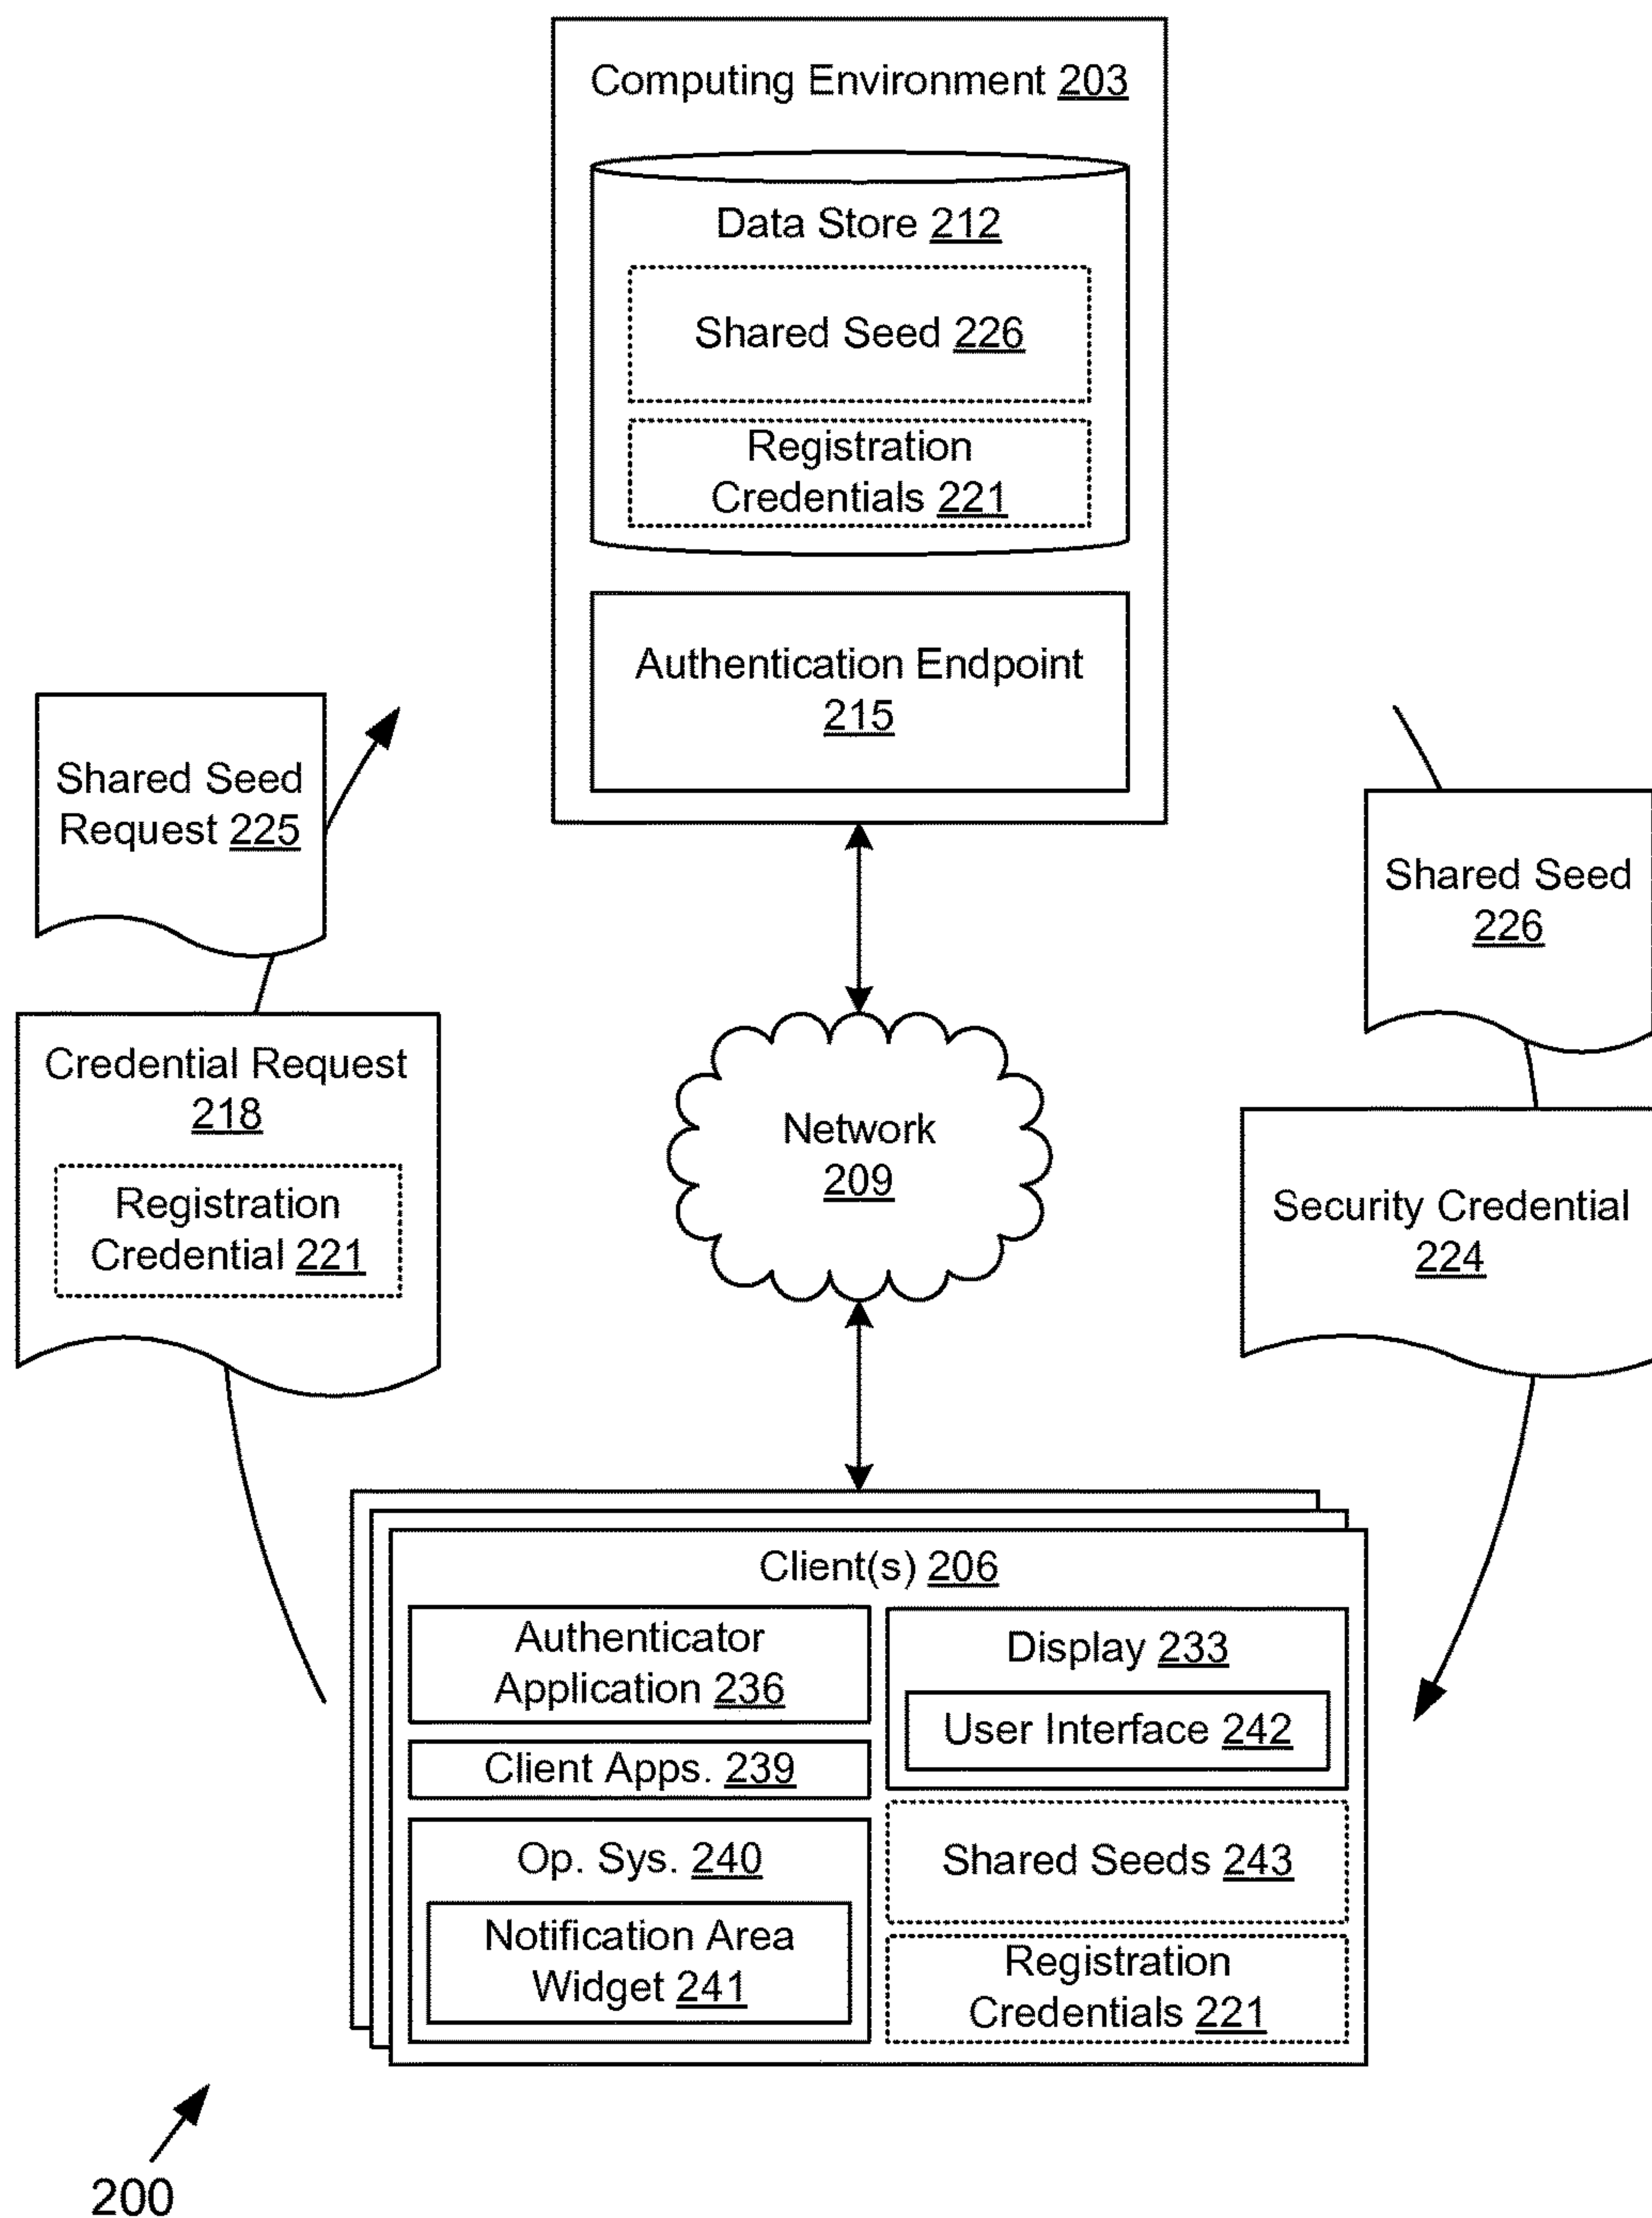 Computing Environment 203
Data Store 212
Shared Seed 226
Registration
Credentials 221
Authentication Endpoint
215
Shared Seed
Request 225
Shared Seed
226
Credential Request
218
Registration
Credential 221
Network
209
Security Credential
224
Client(s) 206
Authenticator
Application 236
Client Apps. 239
Op. Sys. 240
Notification Area
Widget 241
Display 233
User Interface 242
Shared Seeds 243
Registration
Credentials 221
200